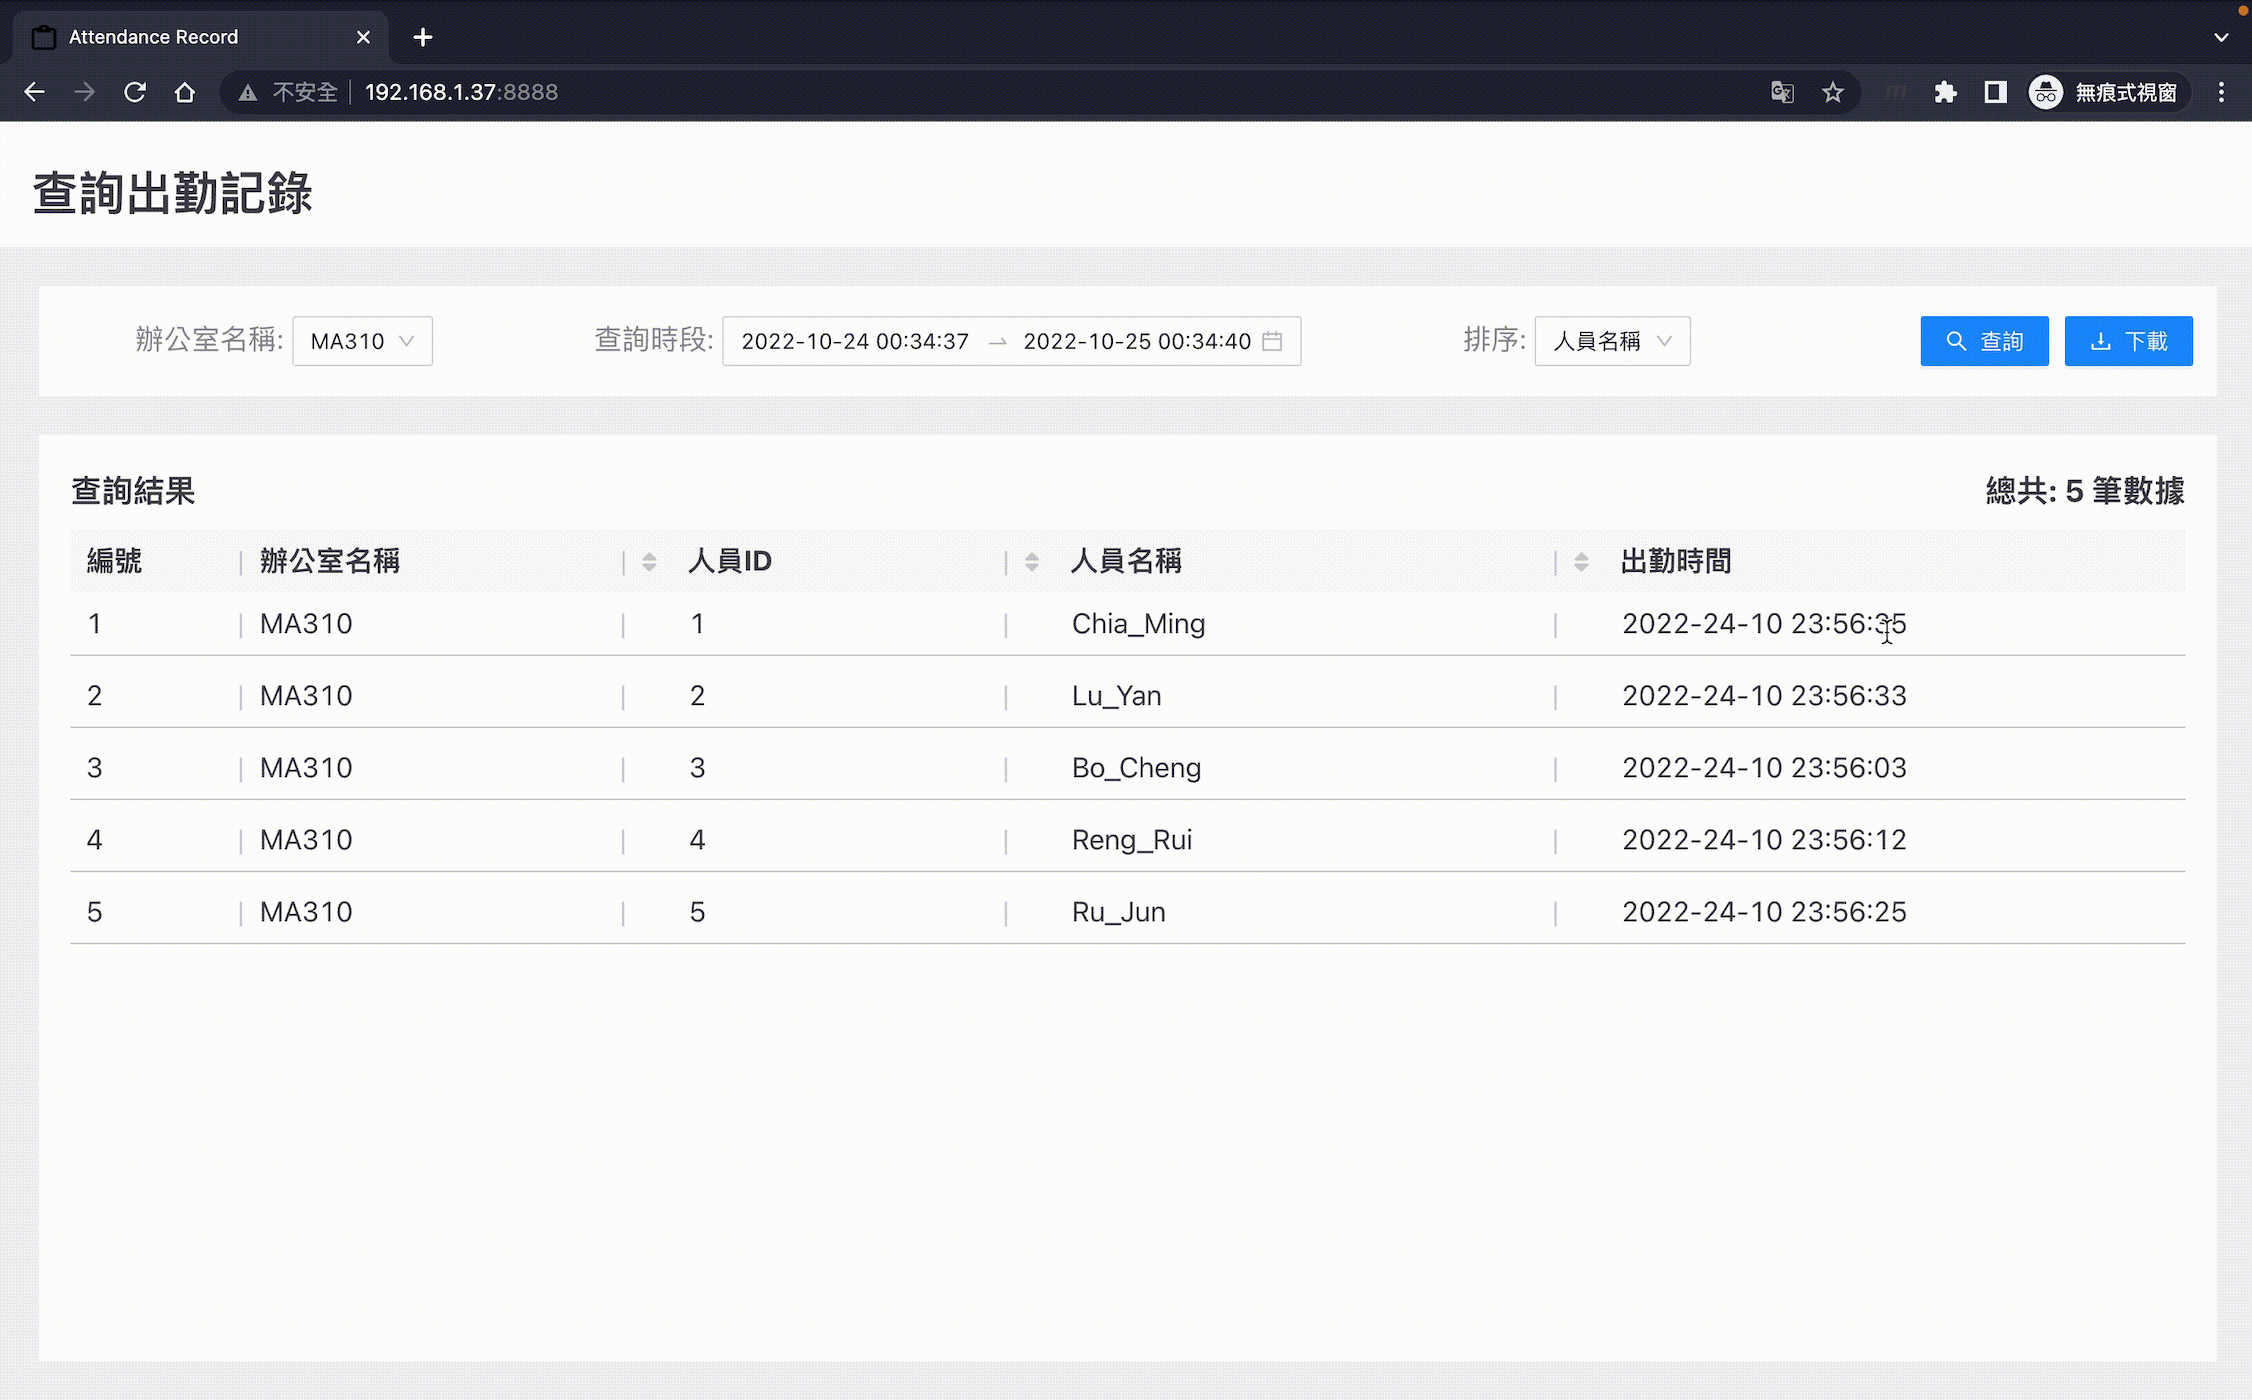 Attendance Record
不安全 192.168.1.37:8888 無痕式視窗
查詢出勤記錄
辦公室名稱: MA310 查詢時段: 2022-10-24 00:34:37 → 2022-10-25 00:34:40 排序: 人員名稱 查詢 下載
查詢結果 總共: 5 筆數據
編號 辦公室名稱 人員ID 人員名稱 出勤時間
1 MA310 1 Chia_Ming 2022-24-10 23:56:35
2 MA310 2 Lu_Yan 2022-24-10 23:56:33
3 MA310 3 Bo_Cheng 2022-24-10 23:56:03
4 MA310 4 Reng_Rui 2022-24-10 23:56:12
5 MA310 5 Ru_Jun 2022-24-10 23:56:25